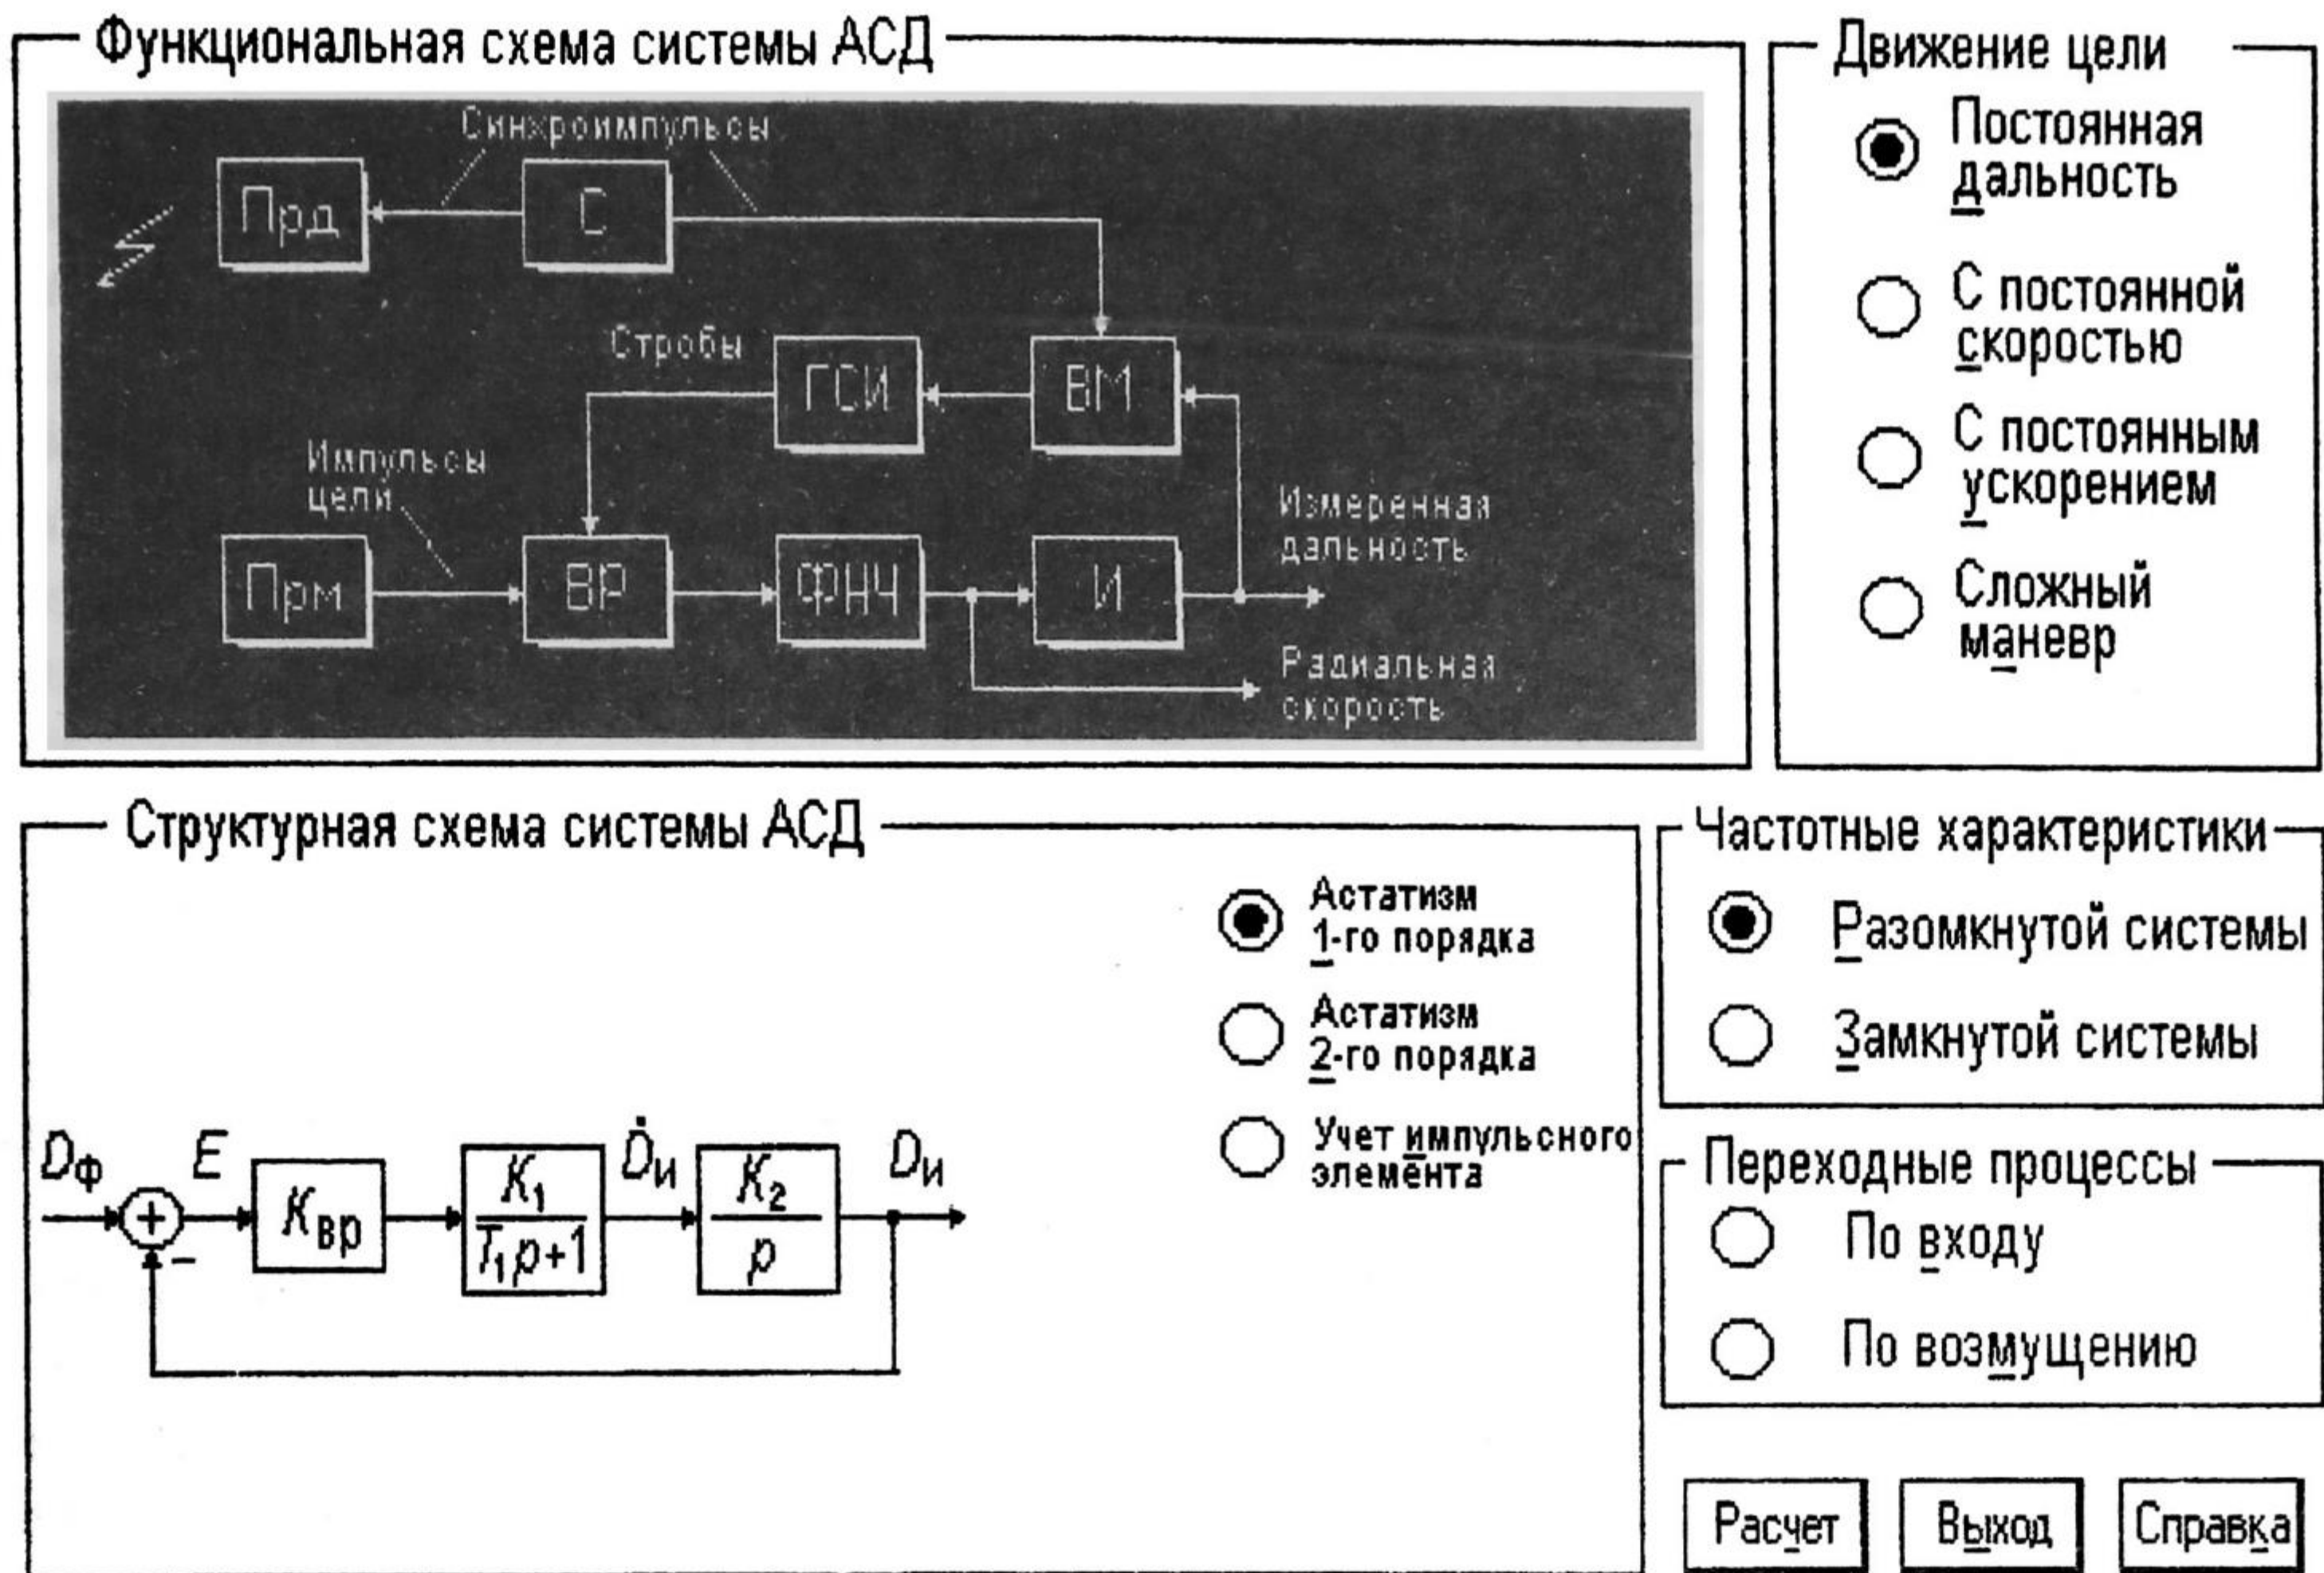 Функциональная схема системы АСД
Синхроимпульсы
Прд
С
Стробы
ГСИ
ВМ
Импульсы
цели
Измеренная
дальность
Прм
ВР
ФНЧ
И
Радиальная
скорость
Движение цели
Постоянная
дальность
С постоянной
скоростью
С постоянным
ускорением
Сложный
маневр
Структурная схема системы АСД
Астатизм
1-го порядка
Астатизм
2-го порядка
Учет импульсного
элемента
Dф
E
Kвр
K1
T1p+1
Ḋи
K2
p
Dи
+
−
Частотные характеристики
Разомкнутой системы
Замкнутой системы
Переходные процессы
По входу
По возмущению
Расчет
Выход
Справка